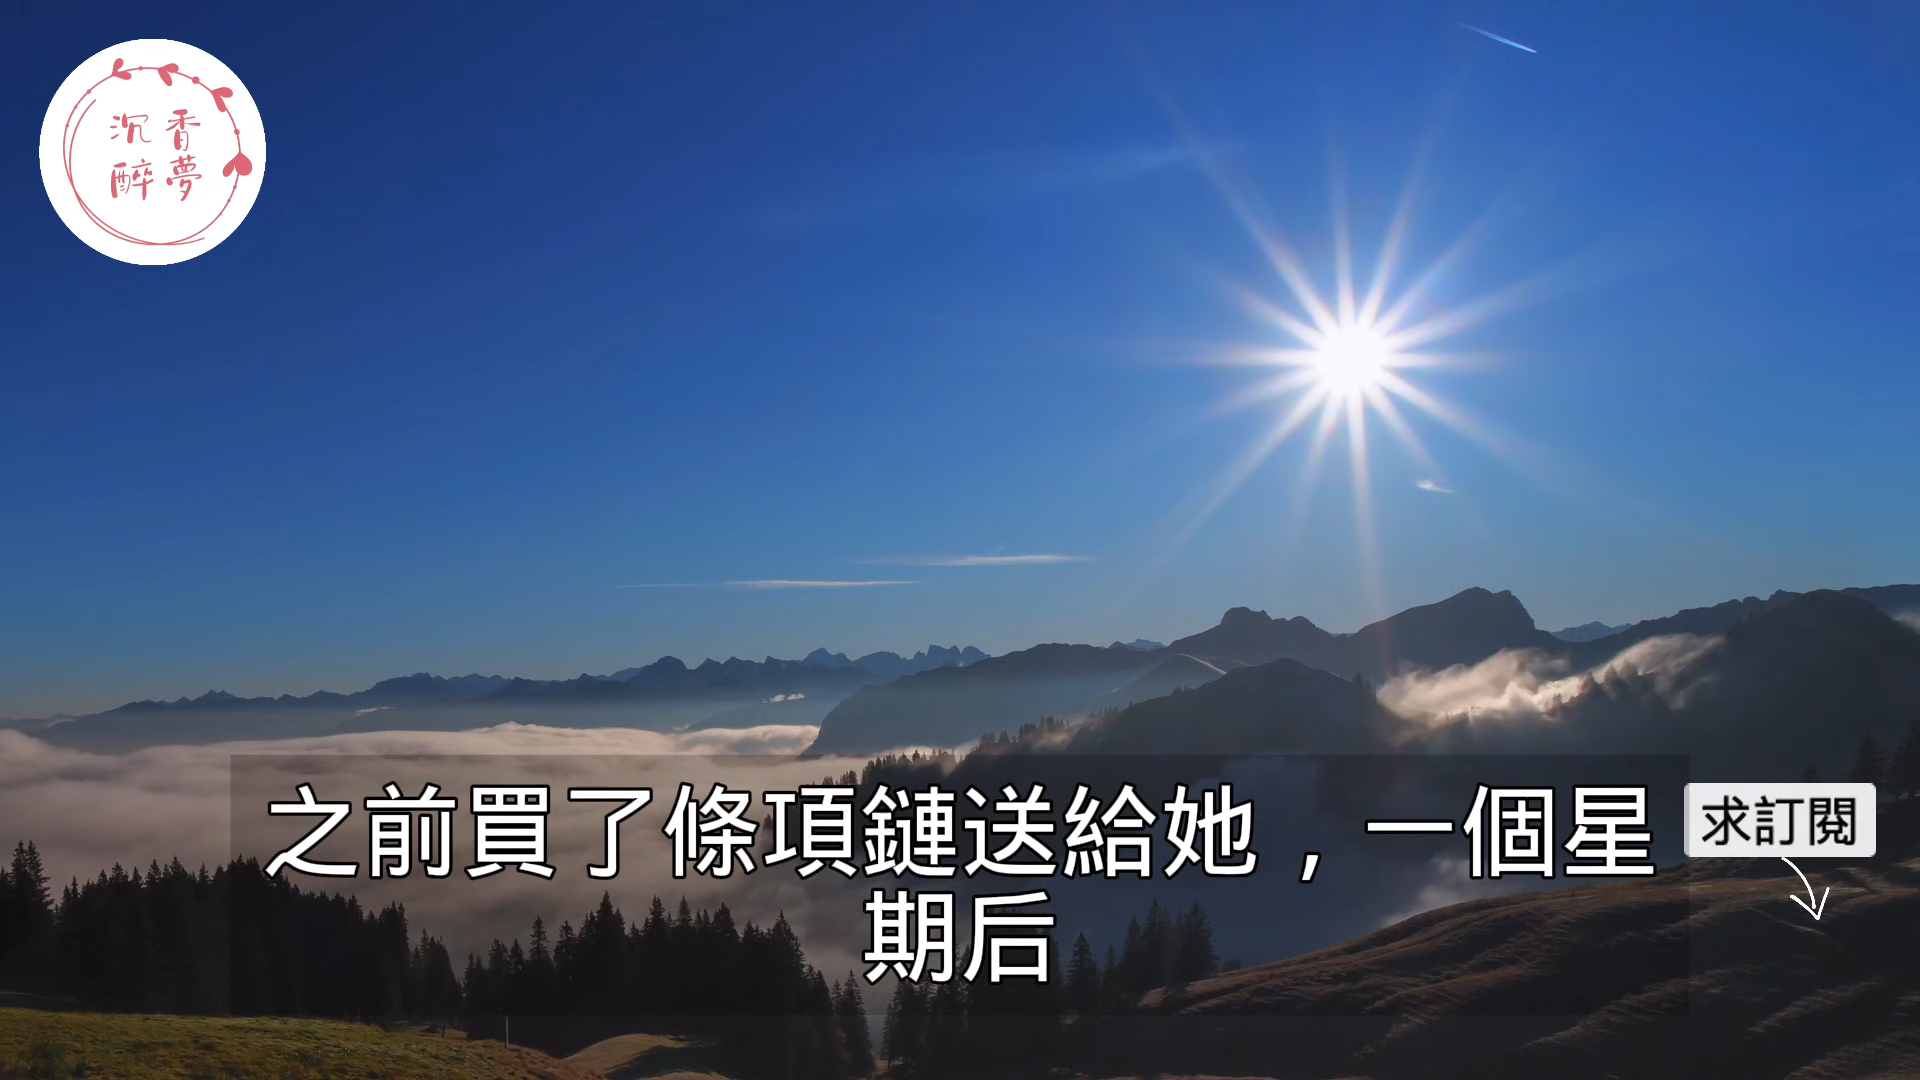 沉香
醉夢
之前買了條項鏈送給她，一個星
期后
求訂閱